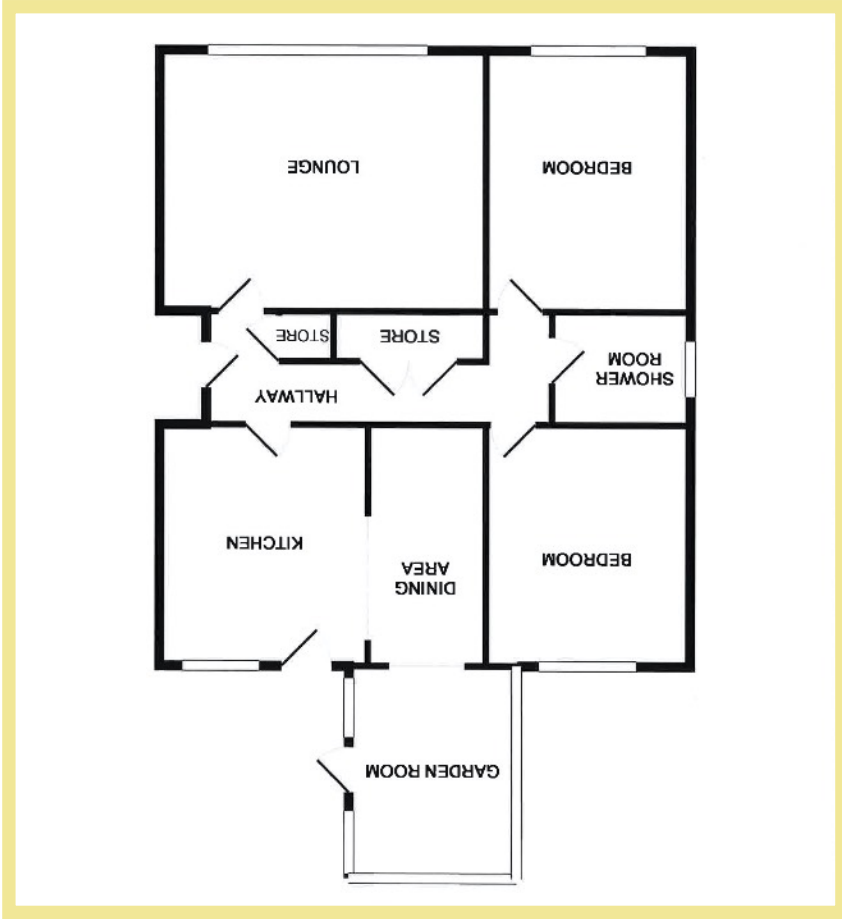 GARDEN ROOM
BEDROOM
DINING
AREA
KITCHEN
SHOWER
ROOM
HALLWAY
STORE
STORE
BEDROOM
LOUNGE